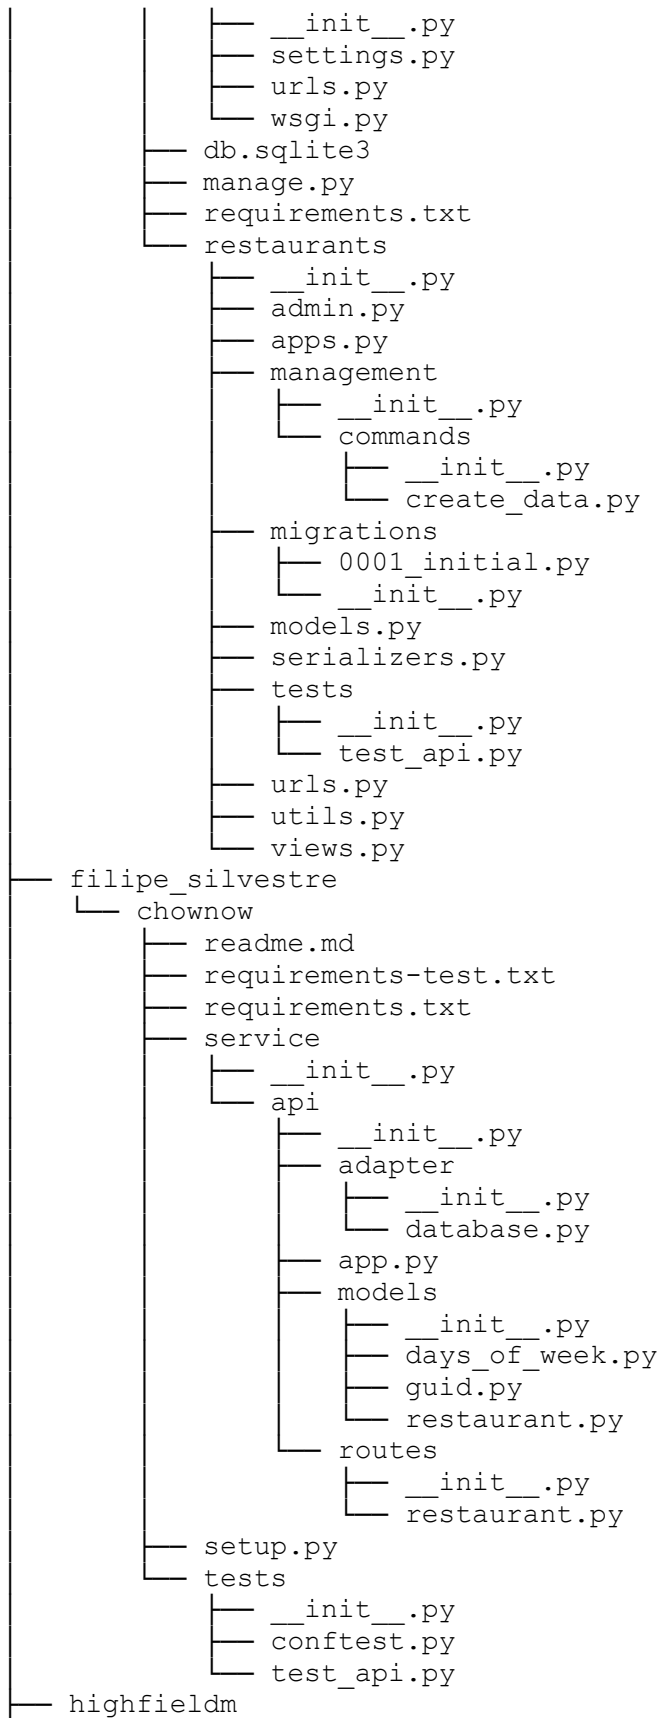 __init__.py
settings.py
urls.py
wsgi.py
db.sqlite3
manage.py
requirements.txt
restaurants
__init__.py
admin.py
apps.py
management
__init__.py
commands
__init__.py
create_data.py
migrations
0001_initial.py
__init__.py
models.py
serializers.py
tests
__init__.py
test_api.py
urls.py
utils.py
views.py
filipe_silvestre
chownow
readme.md
requirements-test.txt
requirements.txt
service
__init__.py
api
__init__.py
adapter
__init__.py
database.py
app.py
models
__init__.py
days_of_week.py
guid.py
restaurant.py
routes
__init__.py
restaurant.py
setup.py
tests
__init__.py
conftest.py
test_api.py
highfieldm